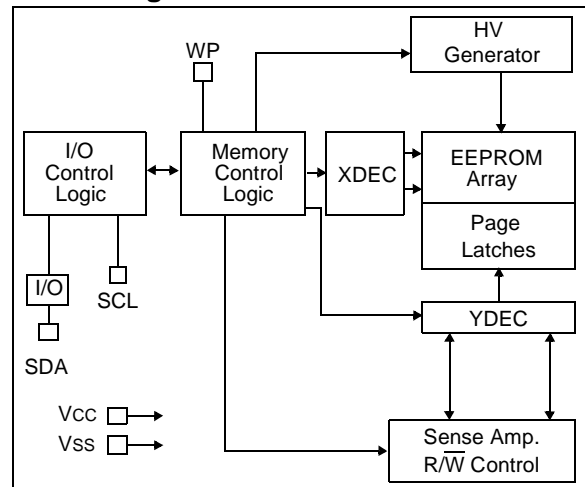 HV
Generator
WP
I/O
Control
Logic
Memory
Control
Logic
XDEC
EEPROM
Array
Page
Latches
I/O
SCL
SDA
YDEC
VCC
VSS
Sense Amp.
R/W̅ Control